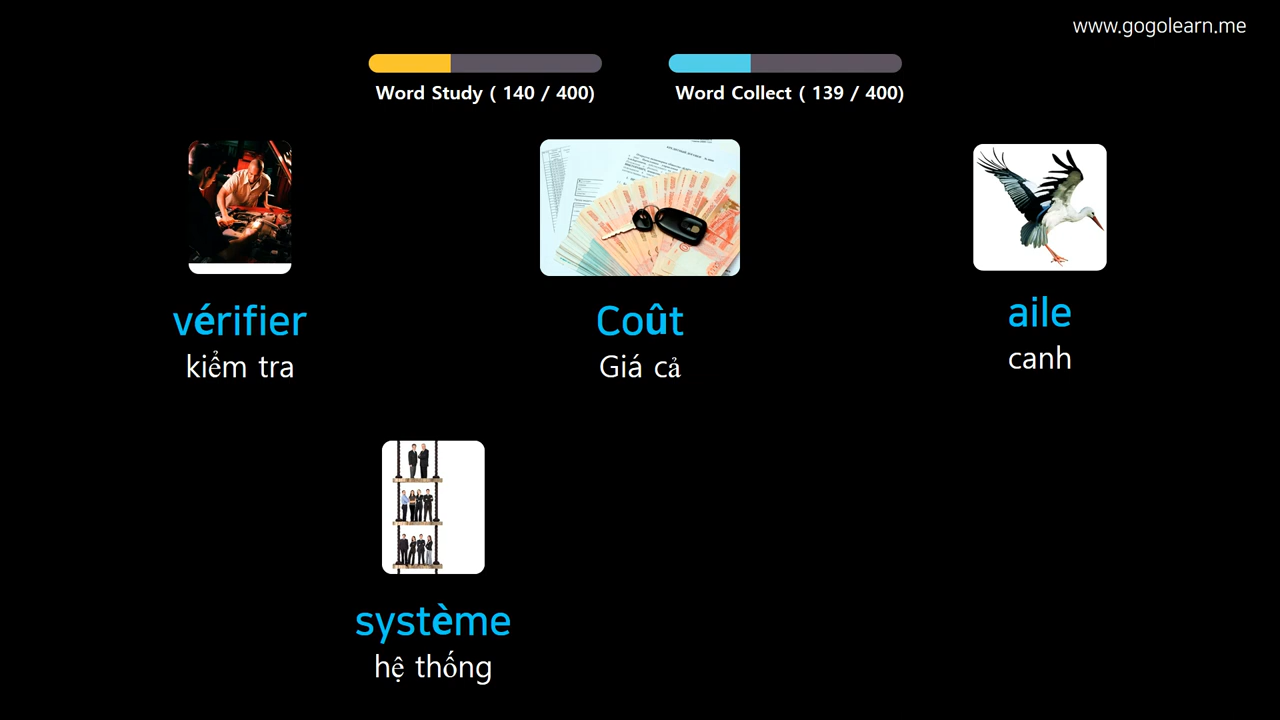 www.gogolearn.me
Word Study ( 140 / 400)
Word Collect ( 139 / 400)
vérifier
kiểm tra
Coût
Giá cả
aile
canh
système
hệ thống